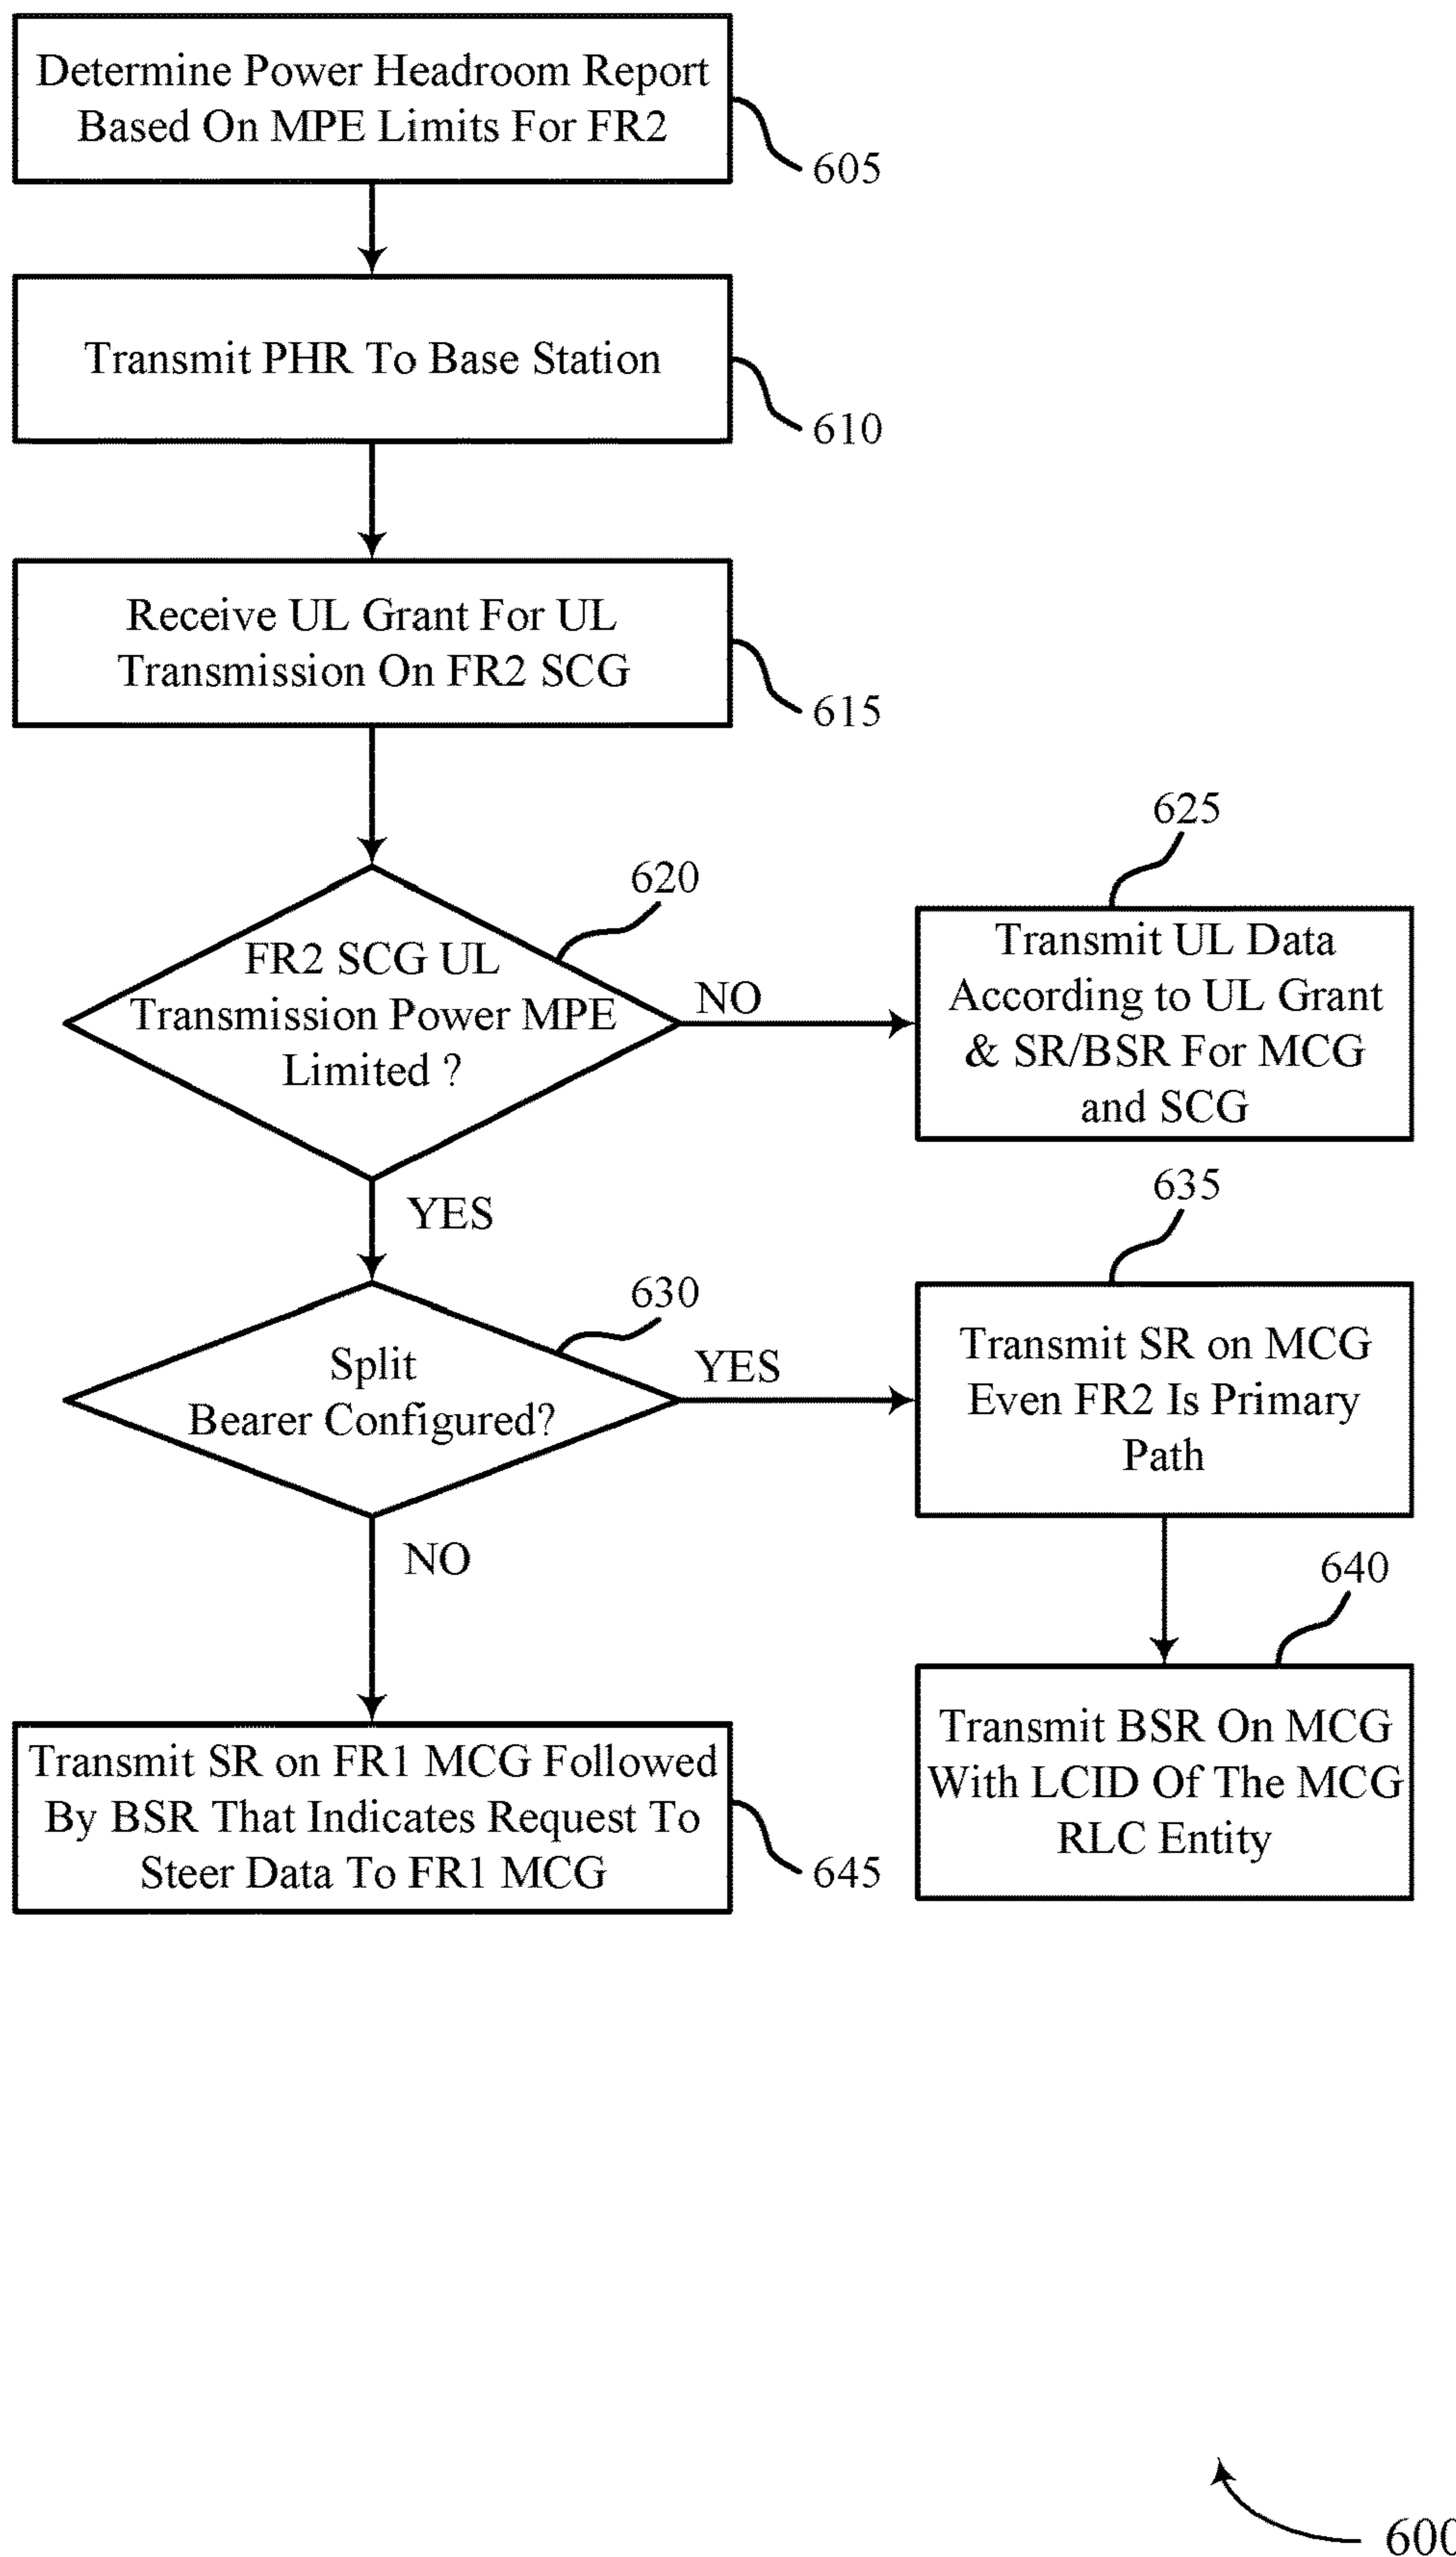 Determine Power Headroom Report
Based On MPE Limits For FR2
605
Transmit PHR To Base Station
610
Receive UL Grant For UL
Transmission On FR2 SCG
615
620
FR2 SCG UL
Transmission Power MPE
Limited ?
NO
625
Transmit UL Data
According to UL Grant
& SR/BSR For MCG
and SCG
YES
630
Split
Bearer Configured?
YES
635
Transmit SR on MCG
Even FR2 Is Primary
Path
NO
640
Transmit BSR On MCG
With LCID Of The MCG
RLC Entity
Transmit SR on FR1 MCG Followed
By BSR That Indicates Request To
Steer Data To FR1 MCG
645
600